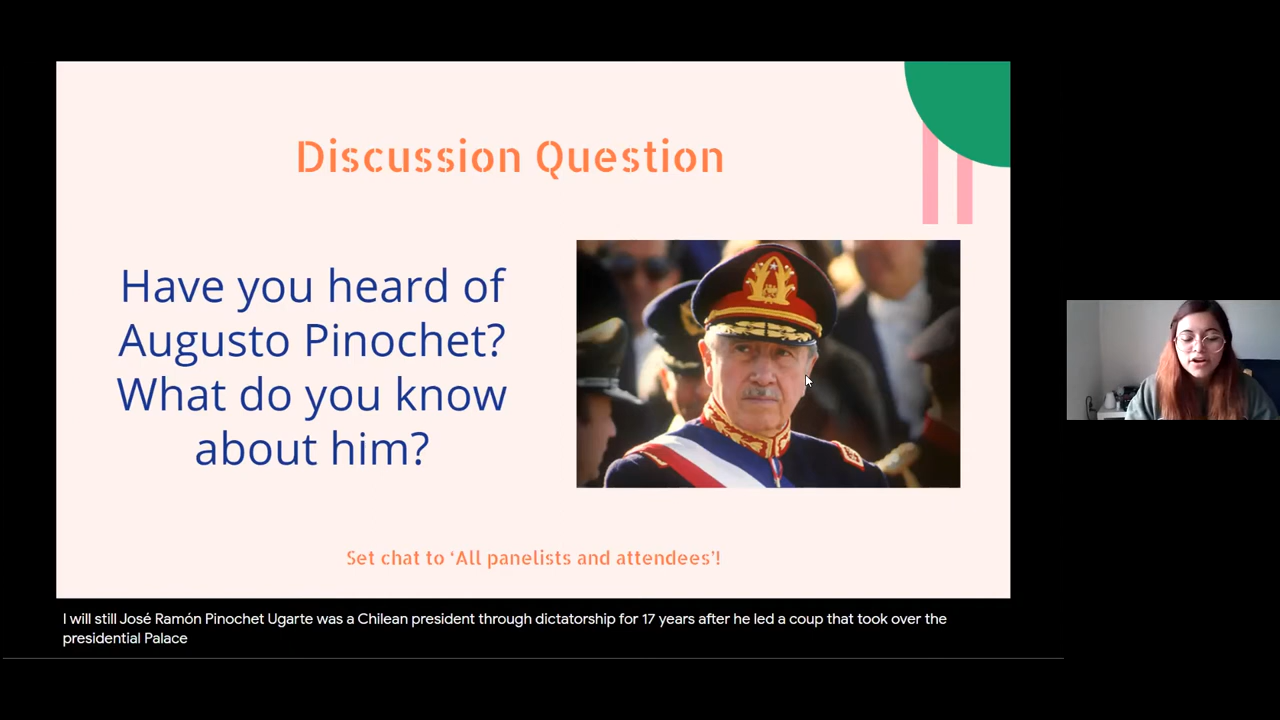 Discussion Question
Have you heard of
Augusto Pinochet?
What do you know
about him?
Set chat to ‘All panelists and attendees’!
I will still José Ramón Pinochet Ugarte was a Chilean president through dictatorship for 17 years after he led a coup that took over the
presidential Palace